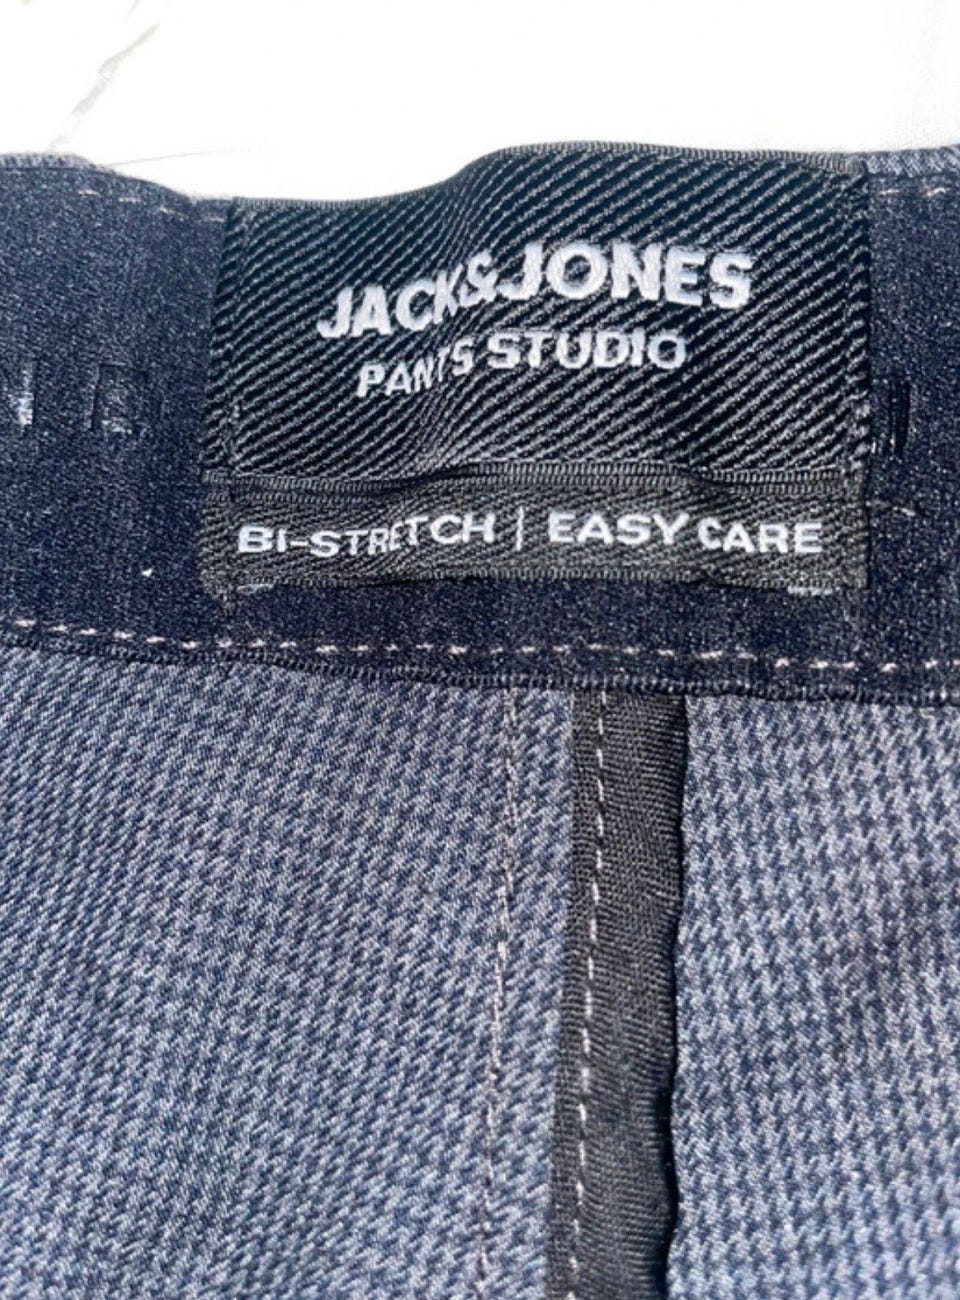 JACK&JONES
PANTS STUDIO
BI-STRETCH | EASY CARE